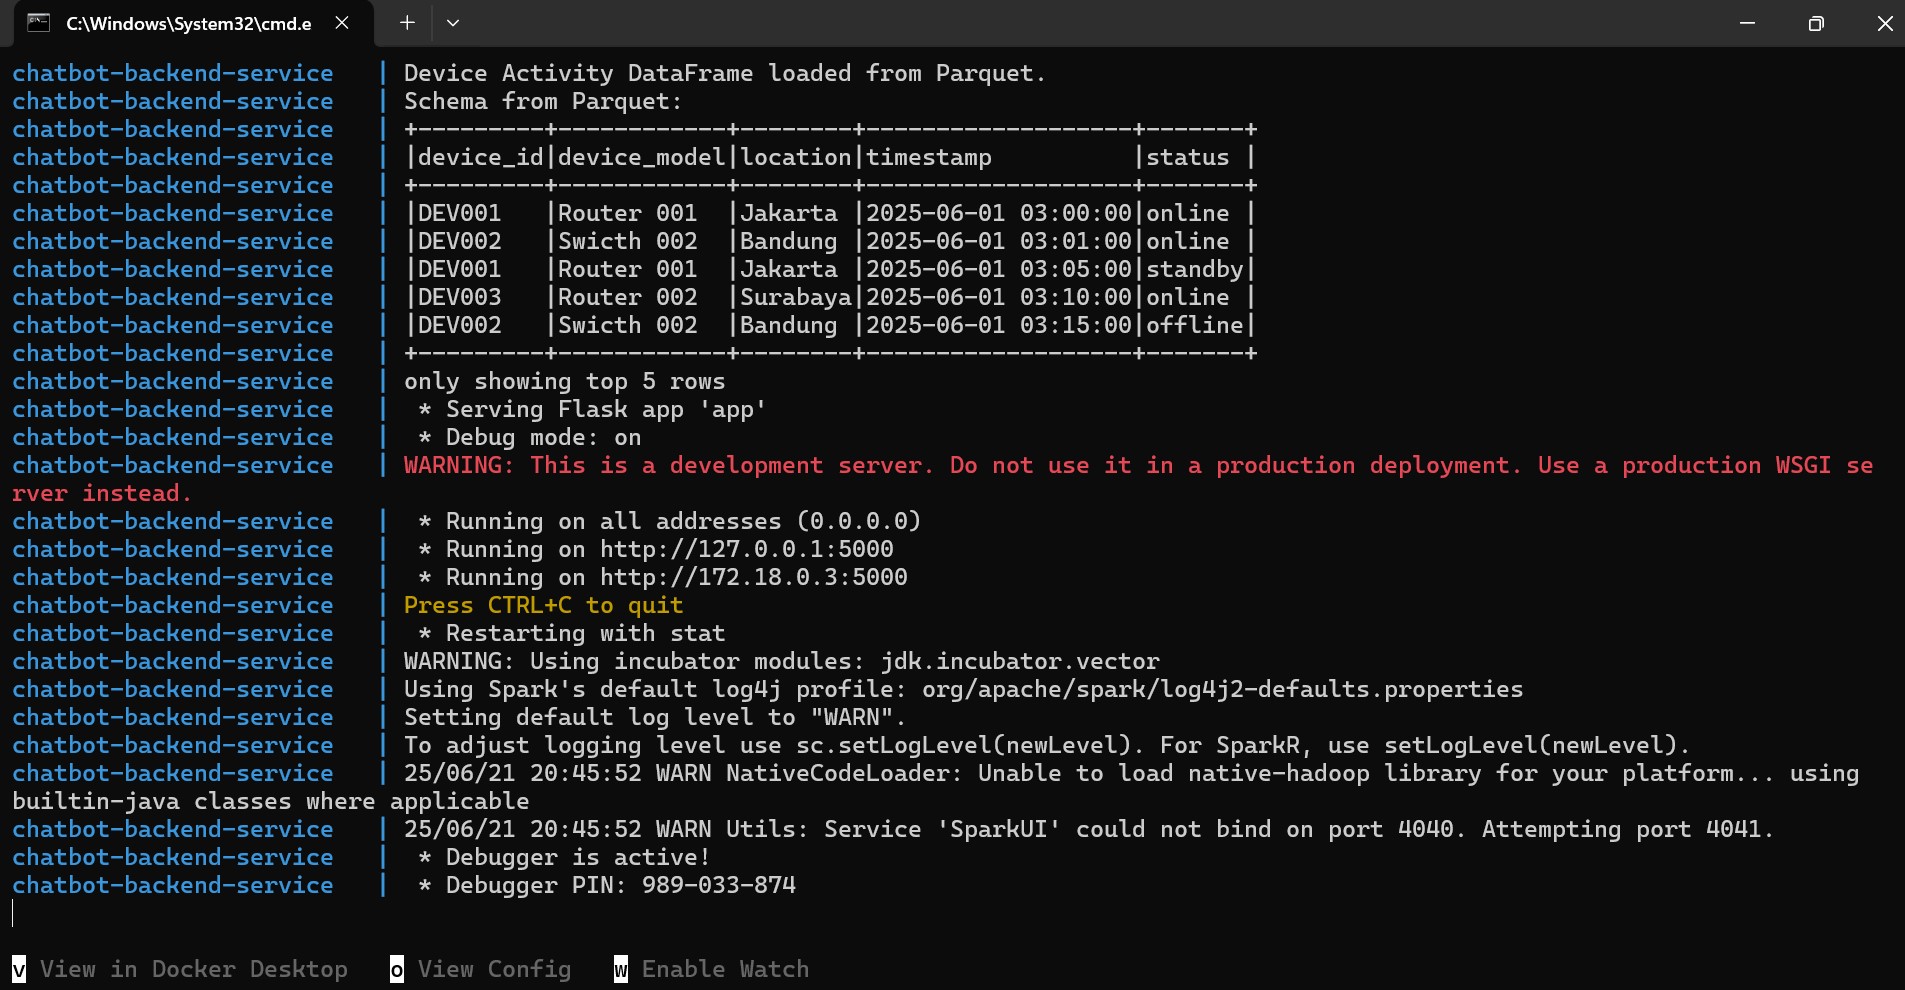 C:\Windows\System32\cmd.e
chatbot-backend-service | Device Activity DataFrame loaded from Parquet.
chatbot-backend-service | Schema from Parquet:
chatbot-backend-service | +---------+------------+--------+-------------------+-------+
chatbot-backend-service | |device_id|device_model|location|timestamp          |status |
chatbot-backend-service | +---------+------------+--------+-------------------+-------+
chatbot-backend-service | |DEV001   |Router 001  |Jakarta |2025-06-01 03:00:00|online |
chatbot-backend-service | |DEV002   |Swicth 002  |Bandung |2025-06-01 03:01:00|online |
chatbot-backend-service | |DEV001   |Router 001  |Jakarta |2025-06-01 03:05:00|standby|
chatbot-backend-service | |DEV003   |Router 002  |Surabaya|2025-06-01 03:10:00|online |
chatbot-backend-service | |DEV002   |Swicth 002  |Bandung |2025-06-01 03:15:00|offline|
chatbot-backend-service | +---------+------------+--------+-------------------+-------+
chatbot-backend-service | only showing top 5 rows
chatbot-backend-service |  * Serving Flask app 'app'
chatbot-backend-service |  * Debug mode: on
chatbot-backend-service | WARNING: This is a development server. Do not use it in a production deployment. Use a production WSGI se
rver instead.
chatbot-backend-service |  * Running on all addresses (0.0.0.0)
chatbot-backend-service |  * Running on http://127.0.0.1:5000
chatbot-backend-service |  * Running on http://172.18.0.3:5000
chatbot-backend-service | Press CTRL+C to quit
chatbot-backend-service |  * Restarting with stat
chatbot-backend-service | WARNING: Using incubator modules: jdk.incubator.vector
chatbot-backend-service | Using Spark's default log4j profile: org/apache/spark/log4j2-defaults.properties
chatbot-backend-service | Setting default log level to "WARN".
chatbot-backend-service | To adjust logging level use sc.setLogLevel(newLevel). For SparkR, use setLogLevel(newLevel).
chatbot-backend-service | 25/06/21 20:45:52 WARN NativeCodeLoader: Unable to load native-hadoop library for your platform... using
builtin-java classes where applicable
chatbot-backend-service | 25/06/21 20:45:52 WARN Utils: Service 'SparkUI' could not bind on port 4040. Attempting port 4041.
chatbot-backend-service |  * Debugger is active!
chatbot-backend-service |  * Debugger PIN: 989-033-874
v View in Docker Desktop   o View Config   w Enable Watch